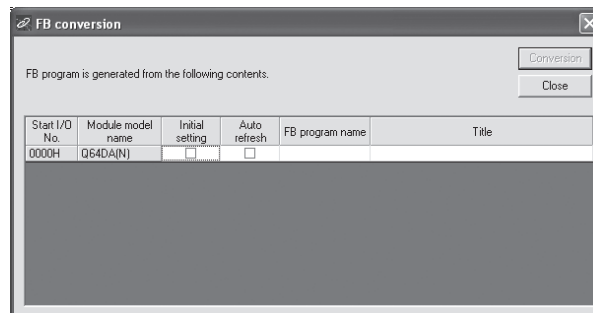 FB conversion
Conversion
FB program is generated from the following contents.
Close
Start I/O No. Module model name Initial setting Auto refresh FB program name Title
0000H Q64DA(N)